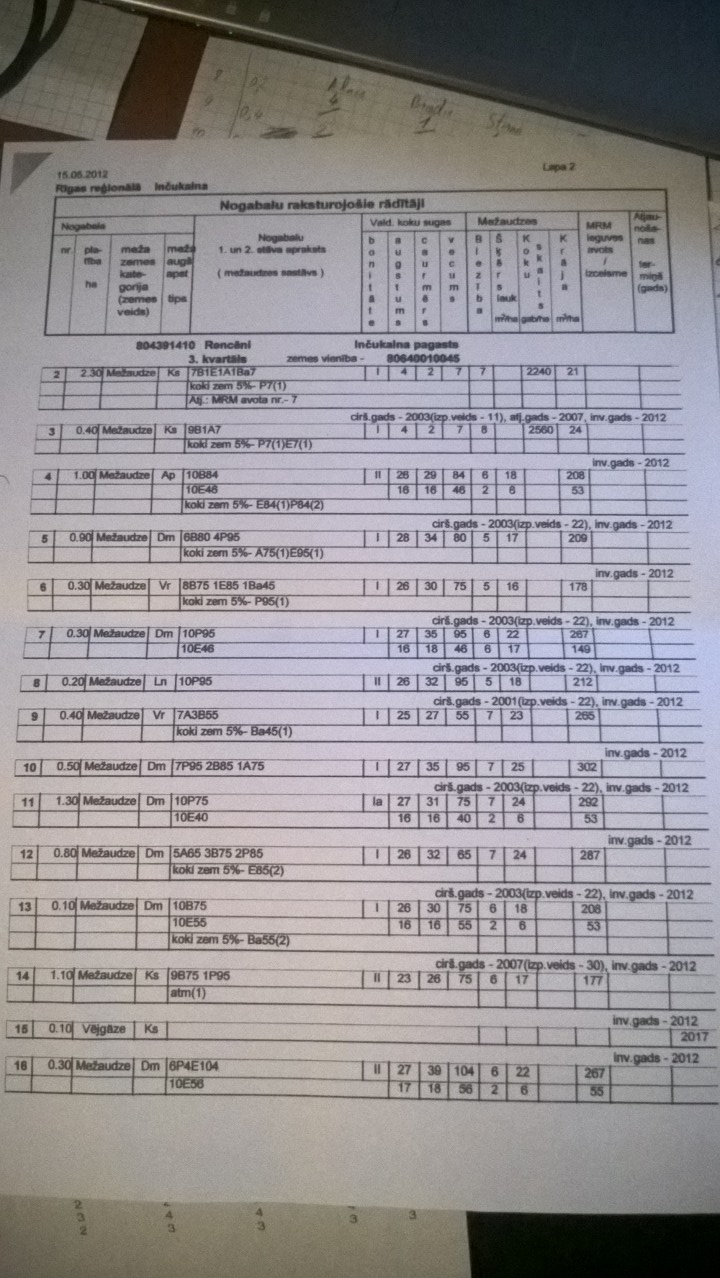 15.05.2012 Lapa 2
Rīgas reģionālā Inčukalna
Nogabalu raksturojošie rādītāji
Nogabala Nogabalu 1. un 2. stāva apraksts ( mežaudzes sastāvs ) Vald. koku sugas Mežaudzes MRM ieguves avots / izcelsme Atjaunošanas termiņš (gads)
nr. platība ha meža zemes kategorija (zemes veids) meža augš apst tips bonitāte augstums caurmērs vecums Biezība Šķērslauk m²/ha Koku skaits gab/ha Krāja m³/ha
804391410 Rencēni Inčukalna pagasts
3. kvartāls zemes vienība - 80640010045
2 2.30 Mežaudze Ks 7B1E1A1Ba7 I 4 2 7 7 2240 21
koki zem 5%- P7(1)
Atj.: MRM avota nr.- 7
cirš.gads - 2003(izp.veids - 11), atj.gads - 2007, inv.gads - 2012
3 0.40 Mežaudze Ks 9B1A7 I 4 2 7 8 2560 24
koki zem 5%- P7(1)E7(1)
inv.gads - 2012
4 1.00 Mežaudze Ap 10B84 II 26 29 84 6 18 208
10E46 16 16 46 2 6 53
koki zem 5%- E84(1)P84(2)
cirš.gads - 2003(izp.veids - 22), inv.gads - 2012
5 0.90 Mežaudze Dm 6B80 4P95 I 28 34 80 5 17 209
koki zem 5%- A75(1)E95(1)
inv.gads - 2012
6 0.30 Mežaudze Vr 8B75 1E85 1Ba45 I 26 30 75 5 16 178
koki zem 5%- P95(1)
cirš.gads - 2003(izp.veids - 22), inv.gads - 2012
7 0.30 Mežaudze Dm 10P95 I 27 35 95 6 22 267
10E46 16 18 46 6 17 149
cirš.gads - 2003(izp.veids - 22), inv.gads - 2012
8 0.20 Mežaudze Ln 10P95 II 26 32 95 5 18 212
cirš.gads - 2001(izp.veids - 22), inv.gads - 2012
9 0.40 Mežaudze Vr 7A3B55 I 25 27 55 7 23 265
koki zem 5%- Ba45(1)
inv.gads - 2012
10 0.50 Mežaudze Dm 7P95 2B85 1A75 I 27 35 95 7 25 302
cirš.gads - 2003(izp.veids - 22), inv.gads - 2012
11 1.30 Mežaudze Dm 10P75 Ia 27 31 75 7 24 292
10E40 16 16 40 2 6 53
inv.gads - 2012
12 0.80 Mežaudze Dm 5A65 3B75 2P85 I 26 32 65 7 24 287
koki zem 5%- E85(2)
cirš.gads - 2003(izp.veids - 22), inv.gads - 2012
13 0.10 Mežaudze Dm 10B75 I 26 30 75 6 18 208
10E55 16 16 55 2 6 53
koki zem 5%- Ba55(2)
cirš.gads - 2007(izp.veids - 30), inv.gads - 2012
14 1.10 Mežaudze Ks 9B75 1P95 II 23 26 75 6 17 177
atm(1)
inv.gads - 2012
15 0.10 Vējgāze Ks 2017
inv.gads - 2012
16 0.30 Mežaudze Dm 6P4E104 II 27 39 104 6 22 267
10E56 17 18 56 2 6 55
2
3 4 4 3 3
2 3 3